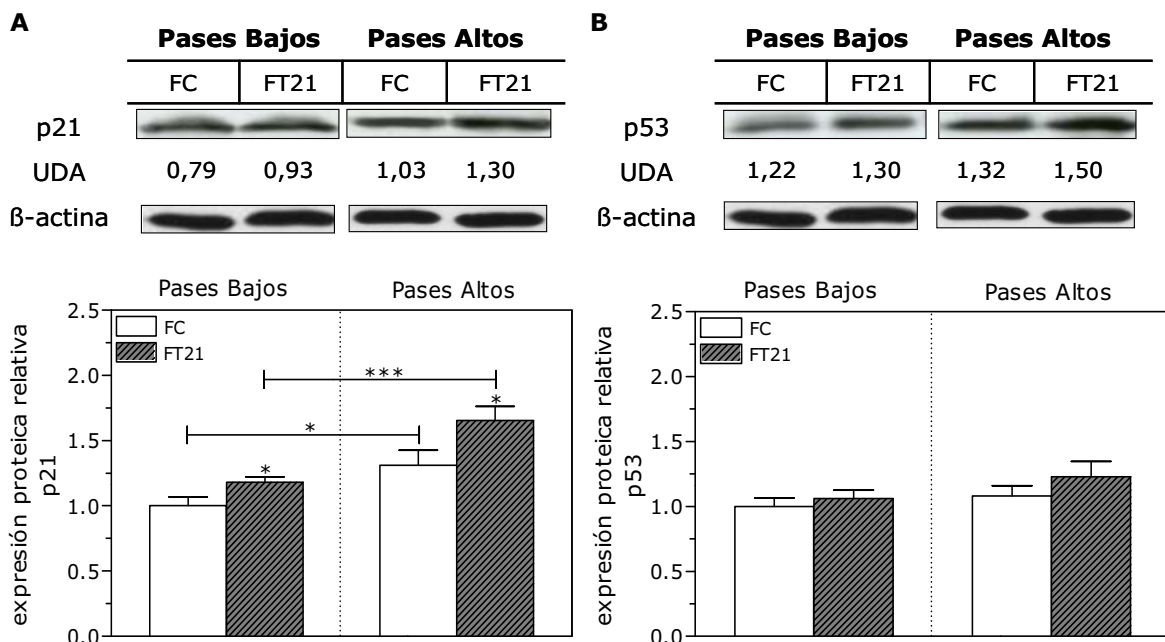 A
Pases Bajos Pases Altos
FC FT21 FC FT21
p21
UDA 0,79 0,93 1,03 1,30
ß-actina
Pases Bajos Pases Altos
2.5
2.0
1.5
1.0
0.5
0.0
expresión proteica relativa
p21
FC
FT21
***
*
*
*
B
Pases Bajos Pases Altos
FC FT21 FC FT21
p53
UDA 1,22 1,30 1,32 1,50
ß-actina
Pases Bajos Pases Altos
2.5
2.0
1.5
1.0
0.5
0.0
expresión proteica relativa
p53
FC
FT21